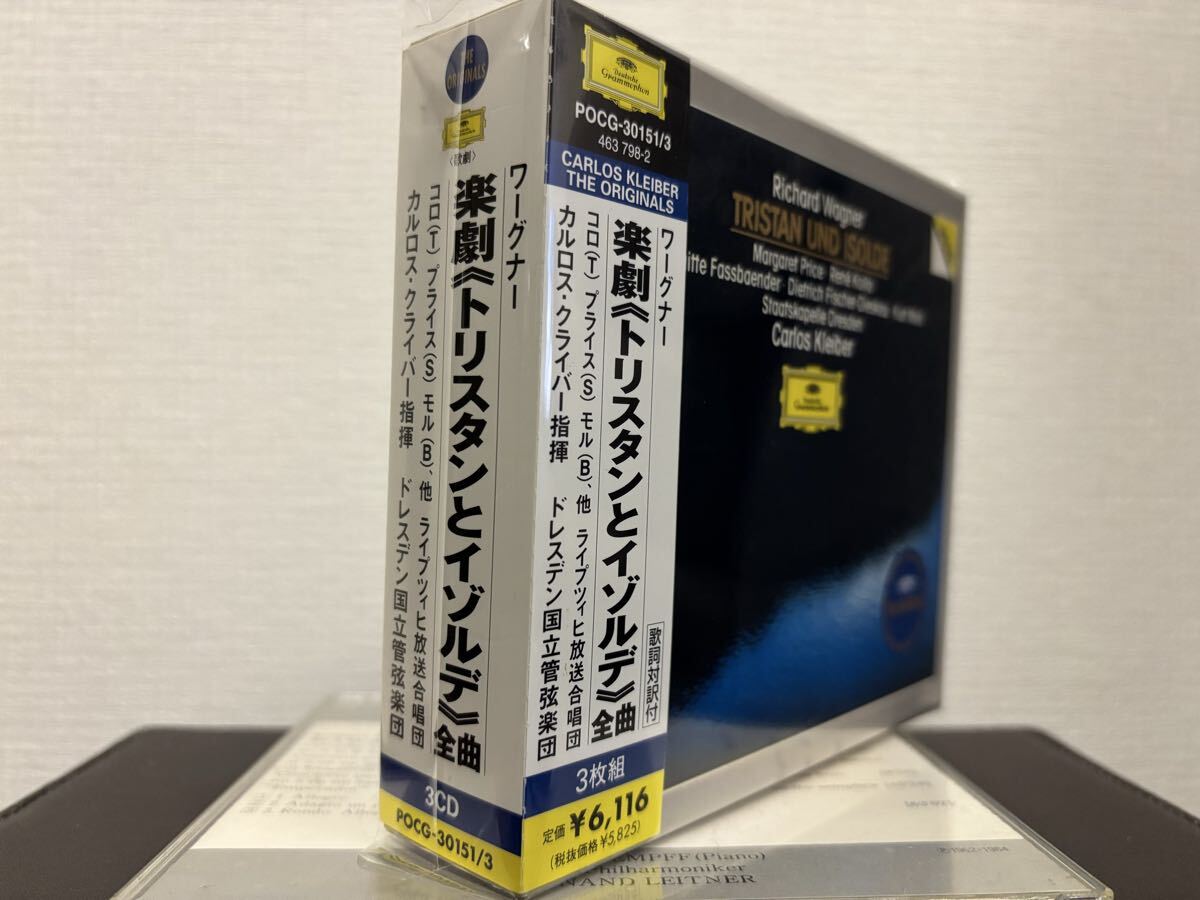 THE
ORIGINALS
〈歌劇〉
ワーグナー
楽劇《トリスタンとイゾルデ》全曲
コロ(T) プライス(S) モル(B)、他 ライプツィヒ放送合唱団
カルロス・クライバー指揮 ドレスデン国立管弦楽団
3CD
POCG-30151/3
Deutsche
Grammophon
POCG-30151/3
463 798-2
CARLOS KLEIBER
THE ORIGINALS
ワーグナー
楽劇《トリスタンとイゾルデ》全曲
歌詞対訳付
コロ(T) プライス(S) モル(B)、他 ライプツィヒ放送合唱団
カルロス・クライバー指揮 ドレスデン国立管弦楽団
3枚組
定価 ¥6,116
(税抜価格¥5,825)
Richard Wagner
TRISTAN UND ISOLDE
Margaret Price · René Kollo
itte Fassbaender · Dietrich Fischer-Dieskau · Kurt Moll
Staatskapelle Dresden
Carlos Kleiber
Deutsche
Grammophon
EMPFF (Piano)
philharmoniker
NAND LEITNER
℗1962·1964